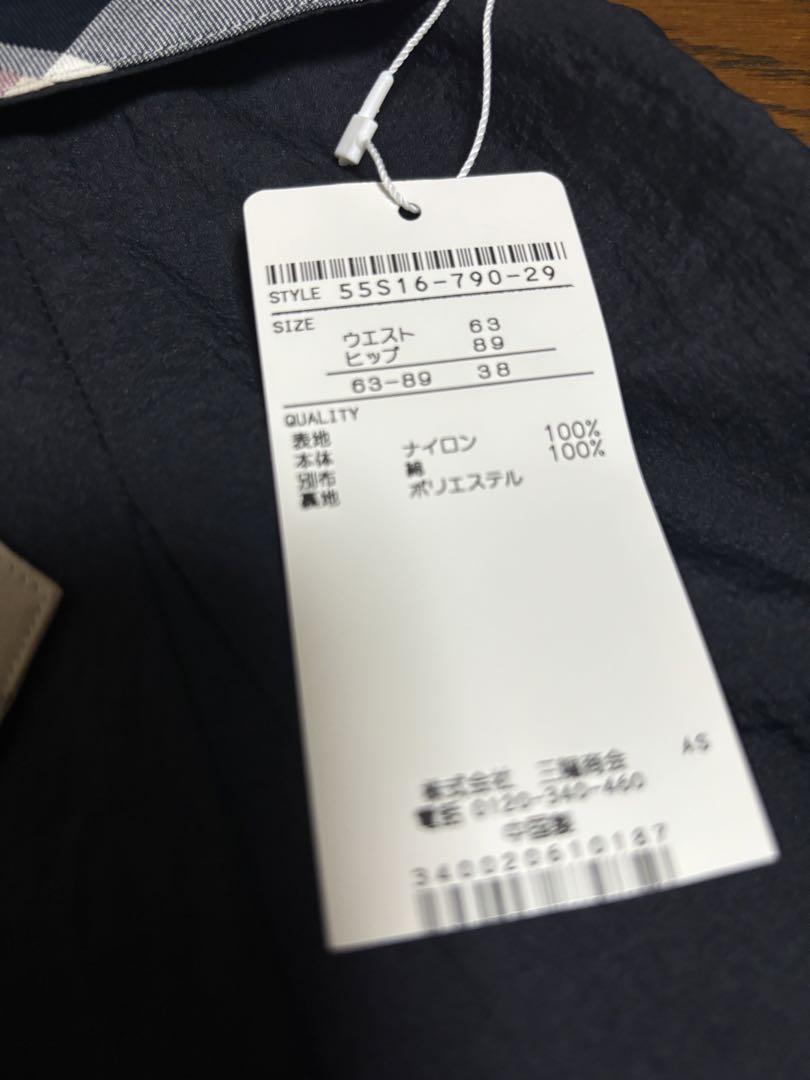 STYLE 55S16-790-29
SIZE
ウエスト 63
ヒップ 89
63-89 38
QUALITY
表地
本体 ナイロン 100%
別布 綿 100%
裏地 ポリエステル
AS
株式会社 三陽商会
電話 0120-340-460
中国製
340020610187